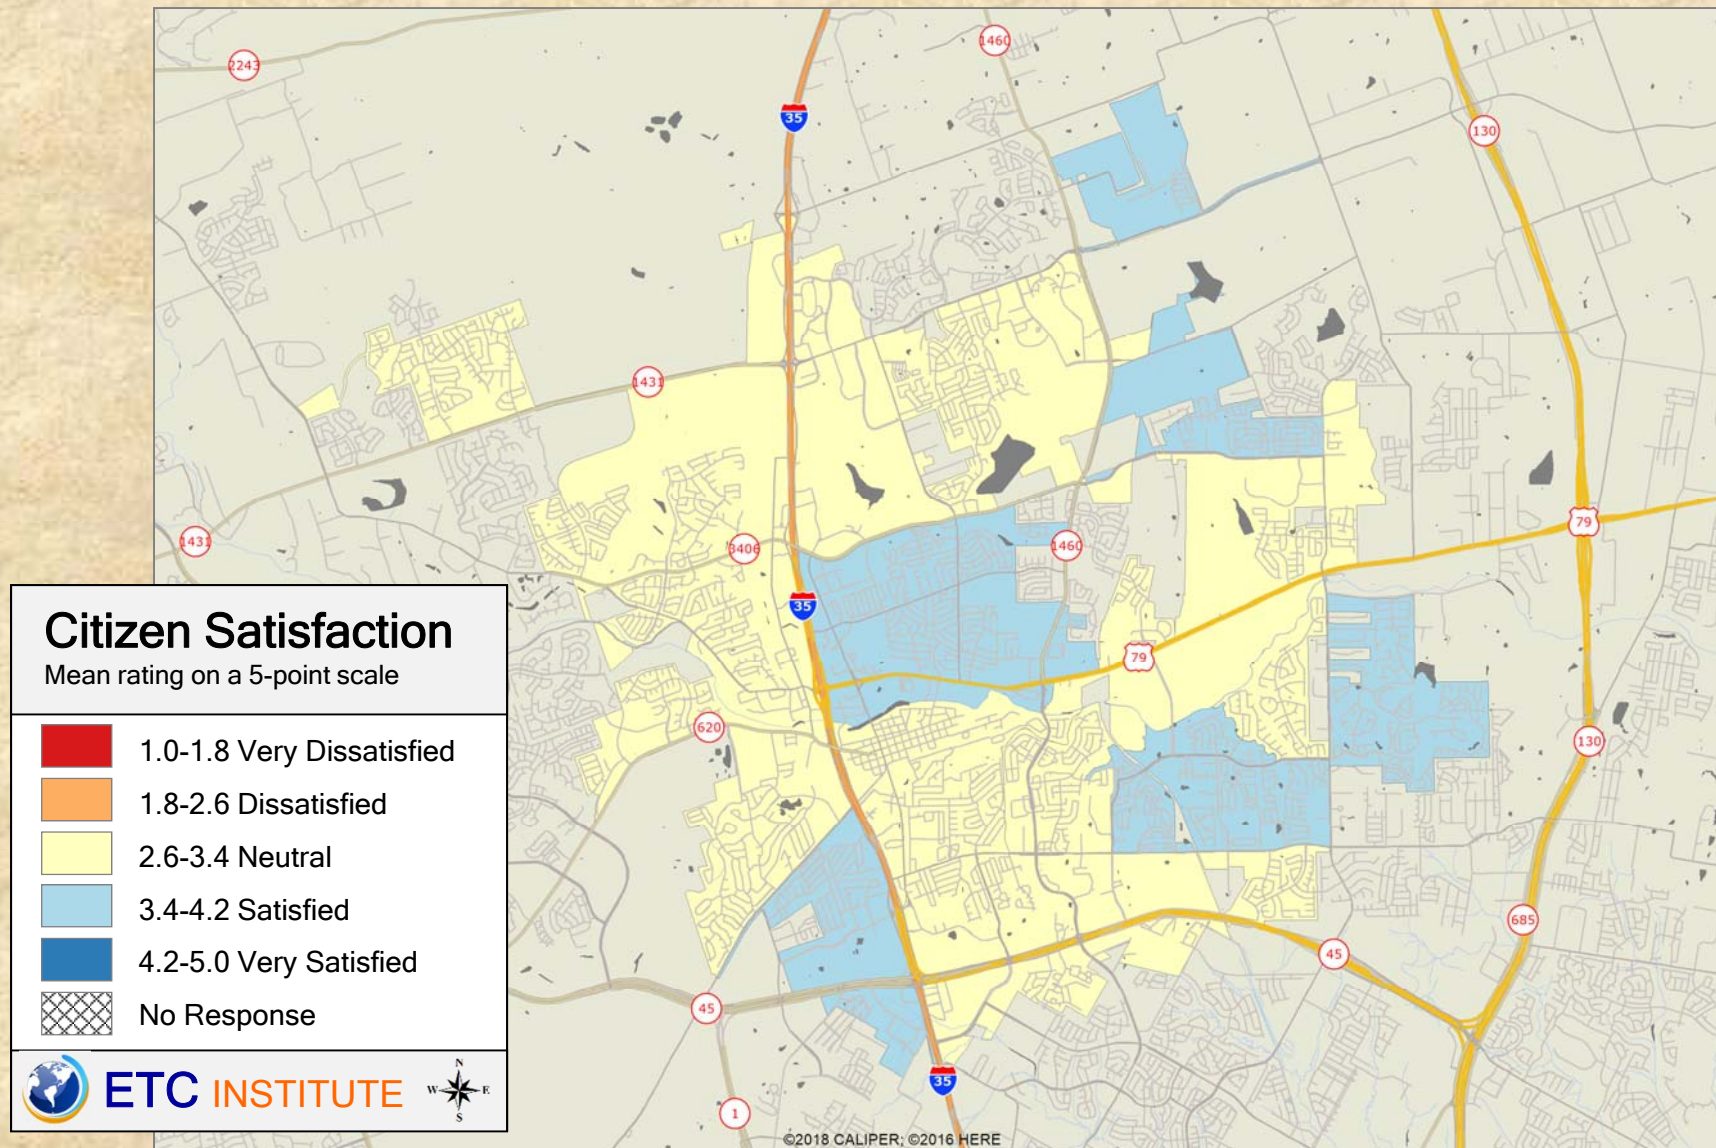 2243
1460
35
130
1431
1431
3406
1460
79
35
79
620
130
685
45
45
35
1
Citizen Satisfaction
Mean rating on a 5-point scale
1.0-1.8 Very Dissatisfied
1.8-2.6 Dissatisfied
2.6-3.4 Neutral
3.4-4.2 Satisfied
4.2-5.0 Very Satisfied
No Response
ETC INSTITUTE
N
W E
S
©2018 CALIPER; ©2016 HERE